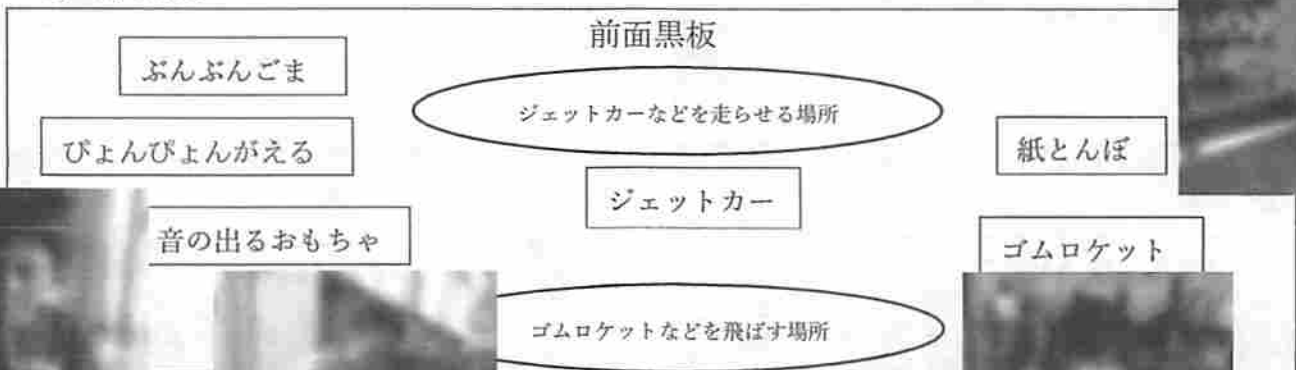 前面黒板
ぶんぶんごま
ジェットカーなどを走らせる場所
ぴょんぴょんがえる
紙とんぼ
ジェットカー
音の出るおもちゃ
ゴムロケット
ゴムロケットなどを飛ばす場所